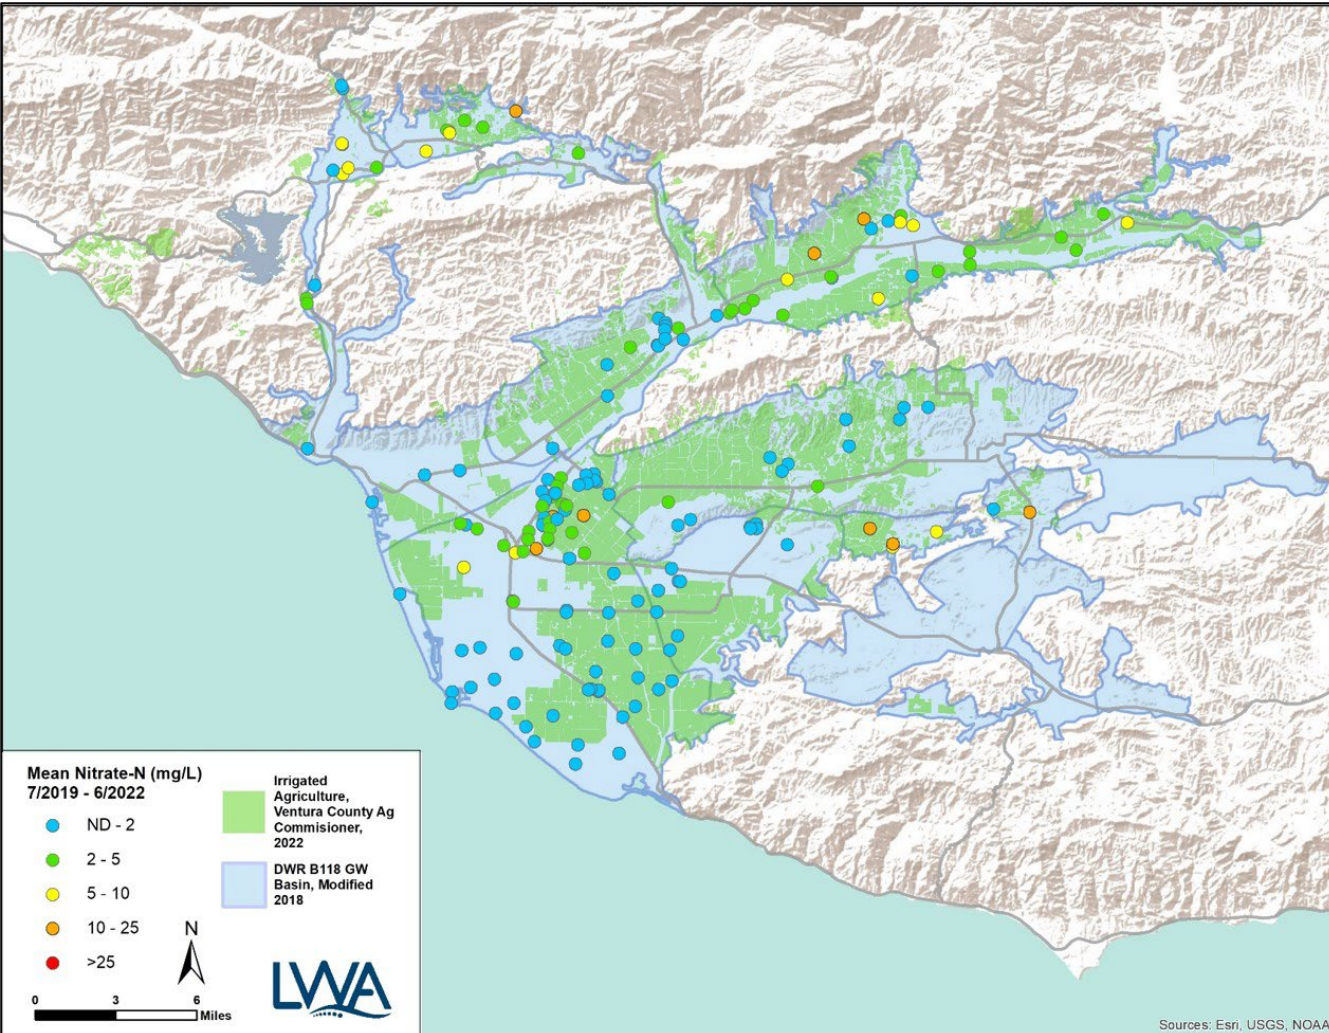 Mean Nitrate-N (mg/L)
7/2019 - 6/2022
ND - 2
2 - 5
5 - 10
10 - 25
>25
Irrigated
Agriculture,
Ventura County Ag
Commisioner,
2022
DWR B118 GW
Basin, Modified
2018
N
0 3 6
Miles
LWA
Sources: Esri, USGS, NOAA